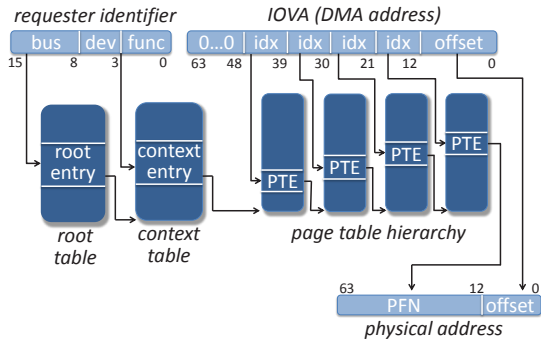 requester identifier
IOVA (DMA address)
bus dev func
0...0 idx idx idx idx offset
15 8 3 0
63 48 39 30 21 12 0
root entry
context entry
PTE
PTE
PTE
PTE
root table
context table
page table hierarchy
63 12 0
PFN offset
physical address